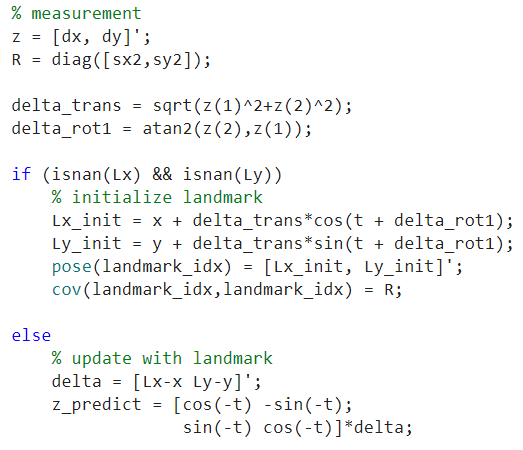 % measurement
z = [dx, dy]';
R = diag([sx2,sy2]);

delta_trans = sqrt(z(1)^2+z(2)^2);
delta_rot1 = atan2(z(2),z(1));

if (isnan(Lx) && isnan(Ly))
    % initialize landmark
    Lx_init = x + delta_trans*cos(t + delta_rot1);
    Ly_init = y + delta_trans*sin(t + delta_rot1);
    pose(landmark_idx) = [Lx_init, Ly_init]';
    cov(landmark_idx,landmark_idx) = R;

else
    % update with landmark
    delta = [Lx-x Ly-y]';
    z_predict = [cos(-t) -sin(-t);
                 sin(-t) cos(-t)]*delta;